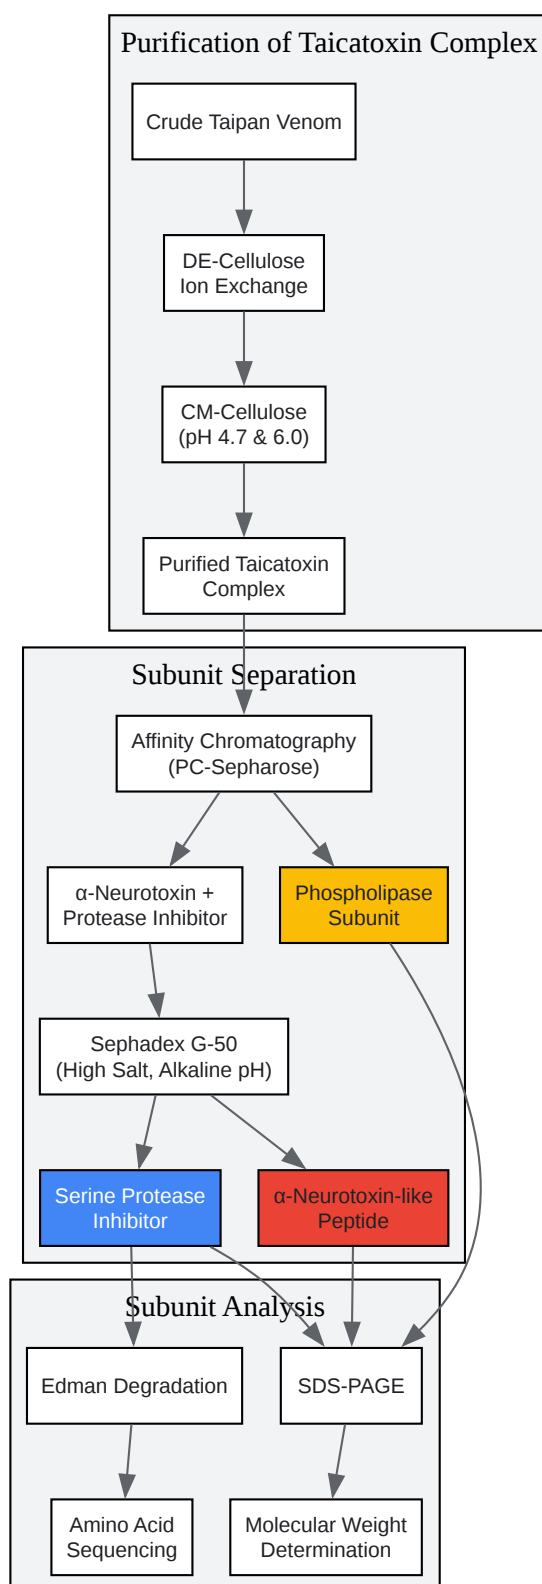 Purification of Taicatoxin Complex
Crude Taipan Venom
DE-Cellulose
Ion Exchange
CM-Cellulose
(pH 4.7 & 6.0)
Purified Taicatoxin
Complex
Subunit Separation
Affinity Chromatography
(PC-Sepharose)
α-Neurotoxin +
Protease Inhibitor
Phospholipase
Subunit
Sephadex G-50
(High Salt, Alkaline pH)
Serine Protease
Inhibitor
α-Neurotoxin-like
Peptide
Subunit Analysis
Edman Degradation
SDS-PAGE
Amino Acid
Sequencing
Molecular Weight
Determination